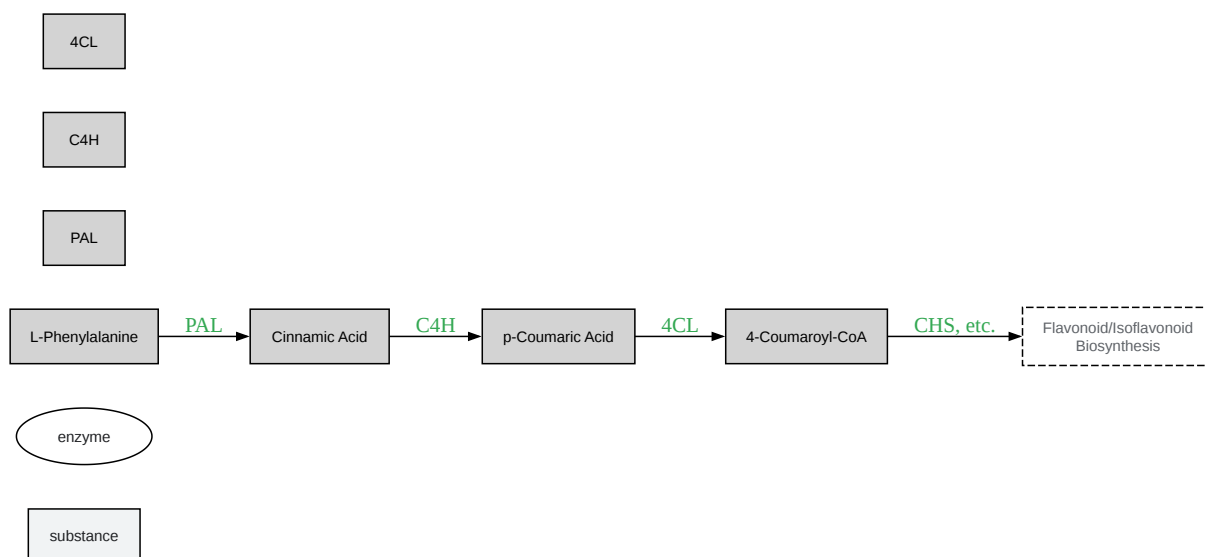 4CL
C4H
PAL
L-Phenylalanine
PAL
Cinnamic Acid
C4H
p-Coumaric Acid
4CL
4-Coumaroyl-CoA
CHS, etc.
Flavonoid/Isoflavonoid
Biosynthesis
enzyme
substance